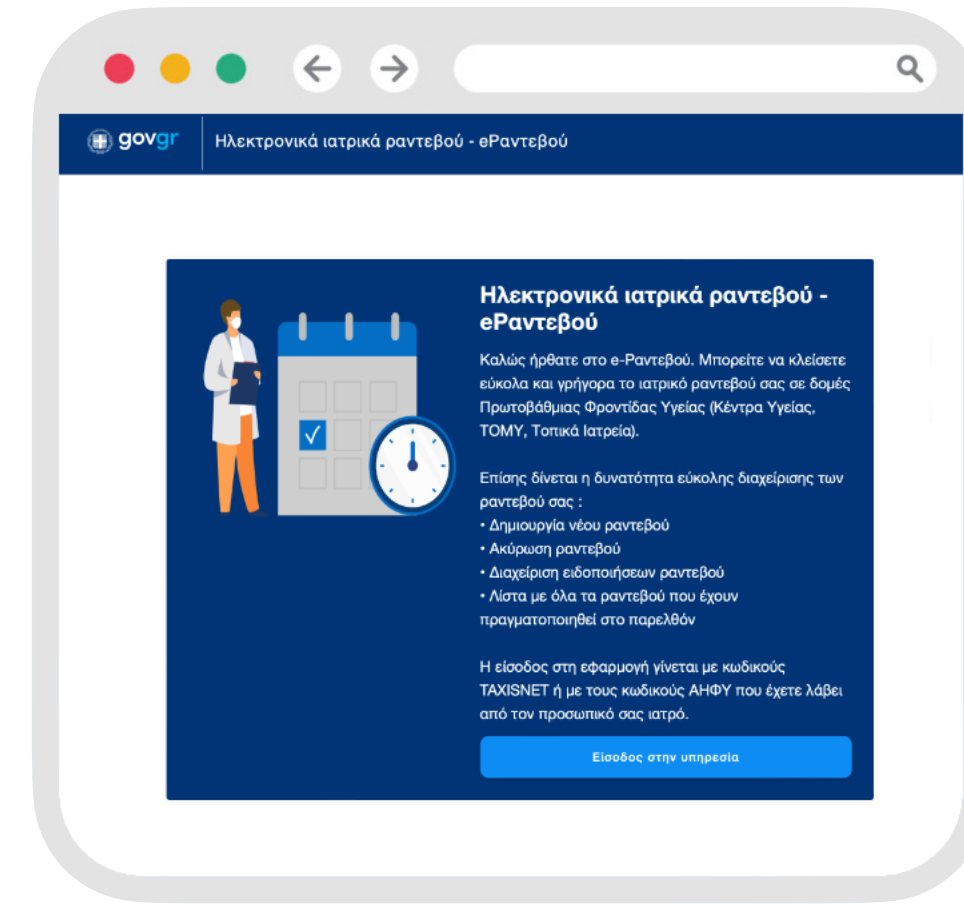 govgr
Ηλεκτρονικά ιατρικά ραντεβού - eΡαντεβού
Ηλεκτρονικά ιατρικά ραντεβού -
eΡαντεβού
Καλώς ήρθατε στο e-Ραντεβού. Μπορείτε να κλείσετε
εύκολα και γρήγορα το ιατρικό ραντεβού σας σε δομές
Πρωτοβάθμιας Φροντίδας Υγείας (Κέντρα Υγείας,
ΤΟΜΥ, Τοπικά Ιατρεία).
Επίσης δίνεται η δυνατότητα εύκολης διαχείρισης των
ραντεβού σας :
• Δημιουργία νέου ραντεβού
• Ακύρωση ραντεβού
• Διαχείριση ειδοποιήσεων ραντεβού
• Λίστα με όλα τα ραντεβού που έχουν
πραγματοποιηθεί στο παρελθόν
Η είσοδος στη εφαρμογή γίνεται με κωδικούς
TAXISNET ή με τους κωδικούς ΑΗΦΥ που έχετε λάβει
από τον προσωπικό σας ιατρό.
Είσοδος στην υπηρεσία